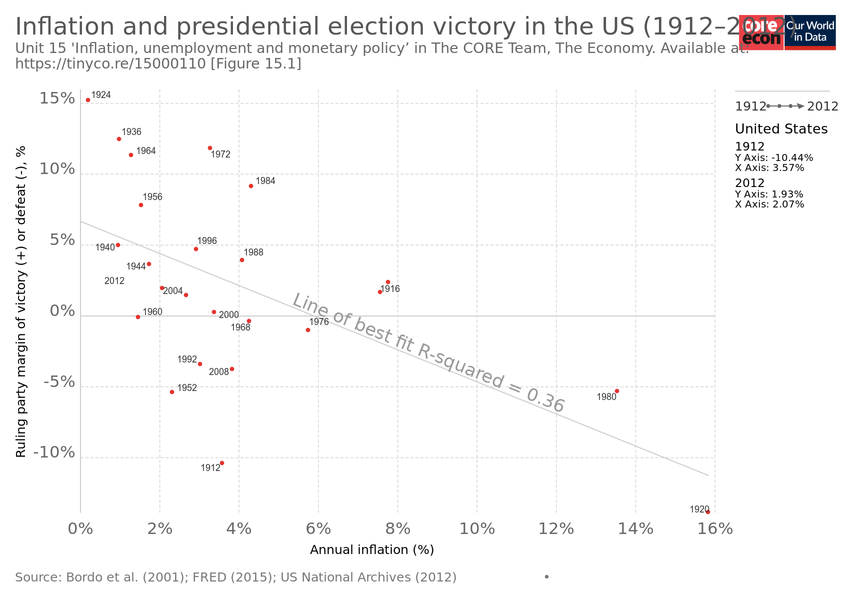 Inflation and presidential election victory in the US (1912–2012)
Unit 15 'Inflation, unemployment and monetary policy’ in The CORE Team, The Economy. Available at:
https://tinyco.re/15000110 [Figure 15.1]
core
econ
Our World
in Data
1912
2012
United States
1912
Y Axis: -10.44%
X Axis: 3.57%
2012
Y Axis: 1.93%
X Axis: 2.07%
Ruling party margin of victory (+) or defeat (-), %
15%
10%
5%
0%
-5%
-10%
1924
1936
1964
1972
1984
1956
1940
1996
1988
1944
2012
2004
1916
1960
2000
1968
1976
1992
2008
1952
1980
1912
1920
Line of best fit R-squared = 0.36
0%
2%
4%
6%
8%
10%
12%
14%
16%
Annual inflation (%)
Source: Bordo et al. (2001); FRED (2015); US National Archives (2012)